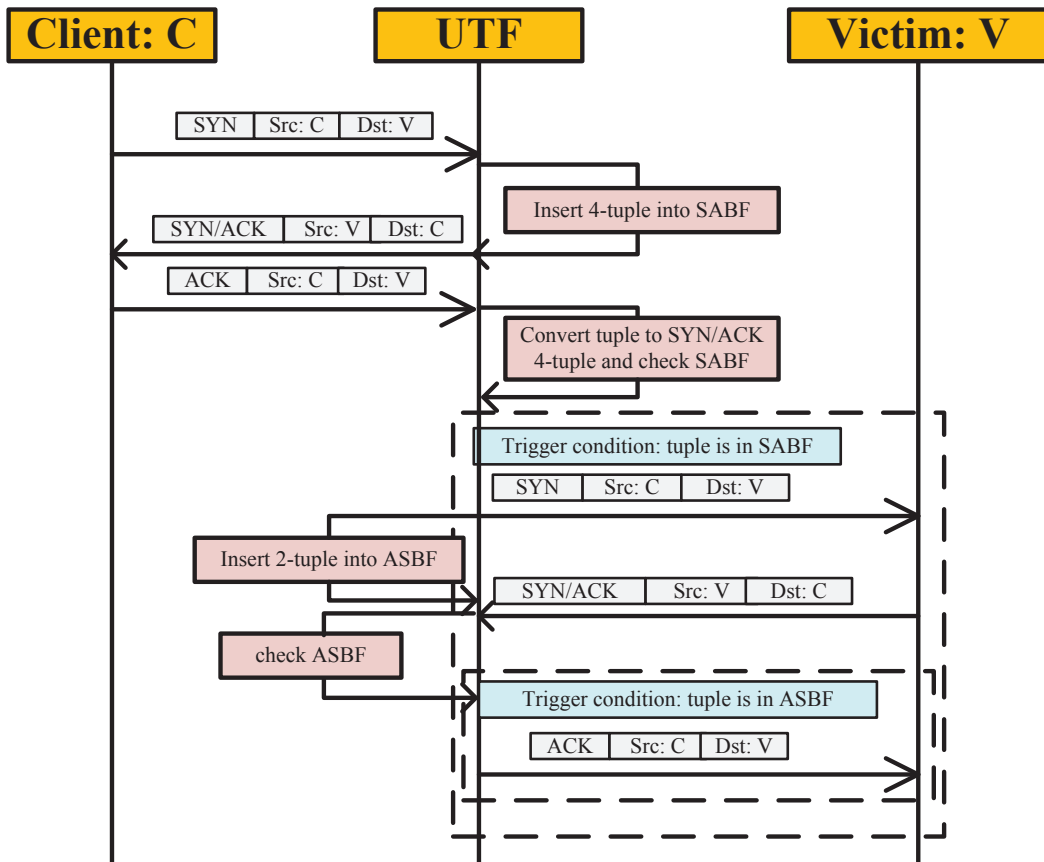 Client: C
UTF
Victim: V
SYN Src: C Dst: V
Insert 4-tuple into SABF
SYN/ACK Src: V Dst: C
ACK Src: C Dst: V
Convert tuple to SYN/ACK
4-tuple and check SABF
Trigger condition: tuple is in SABF
SYN Src: C Dst: V
Insert 2-tuple into ASBF
SYN/ACK Src: V Dst: C
check ASBF
Trigger condition: tuple is in ASBF
ACK Src: C Dst: V